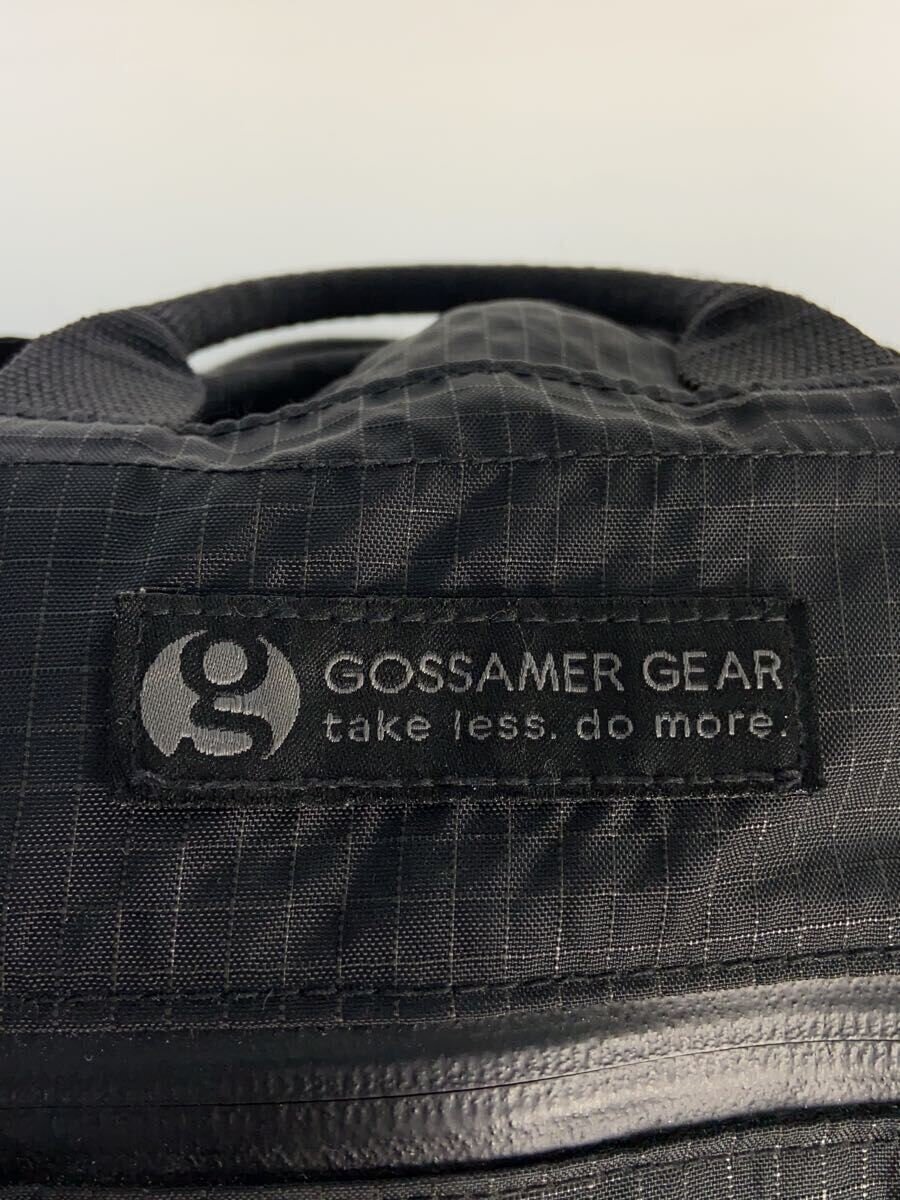 g
GOSSAMER GEAR
take less. do more.